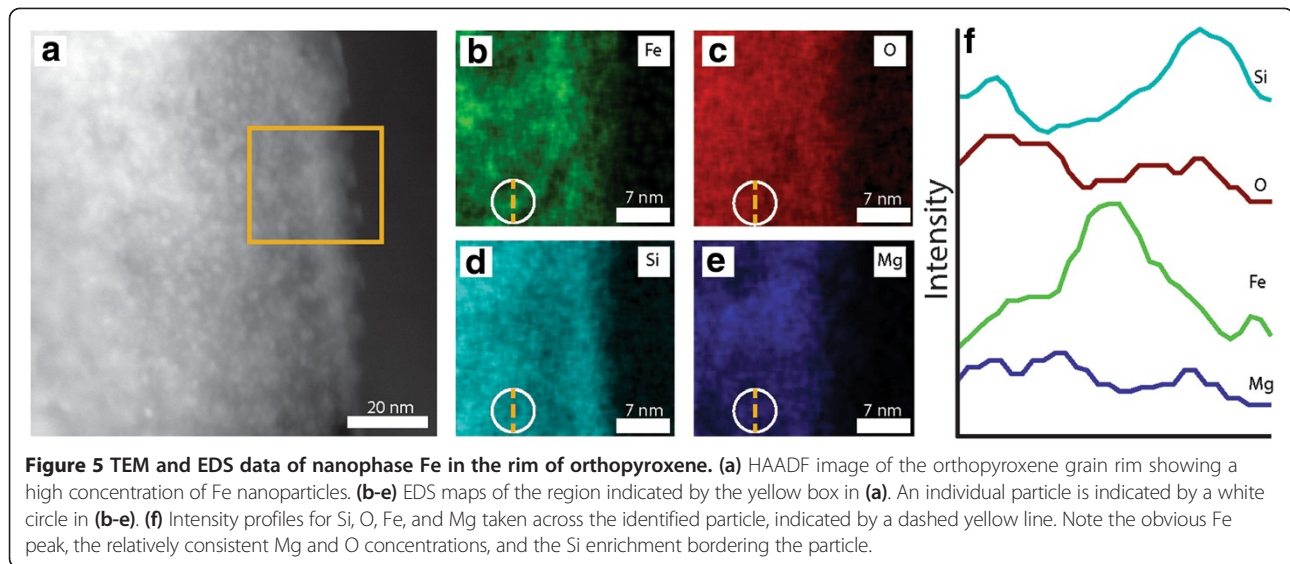 a
20 nm
b
Fe
7 nm
c
O
7 nm
d
Si
7 nm
e
Mg
7 nm
f
Intensity
Si
O
Fe
Mg
Figure 5 TEM and EDS data of nanophase Fe in the rim of orthopyroxene. (a) HAADF image of the orthopyroxene grain rim showing a
high concentration of Fe nanoparticles. (b-e) EDS maps of the region indicated by the yellow box in (a). An individual particle is indicated by a white
circle in (b-e). (f) Intensity profiles for Si, O, Fe, and Mg taken across the identified particle, indicated by a dashed yellow line. Note the obvious Fe
peak, the relatively consistent Mg and O concentrations, and the Si enrichment bordering the particle.